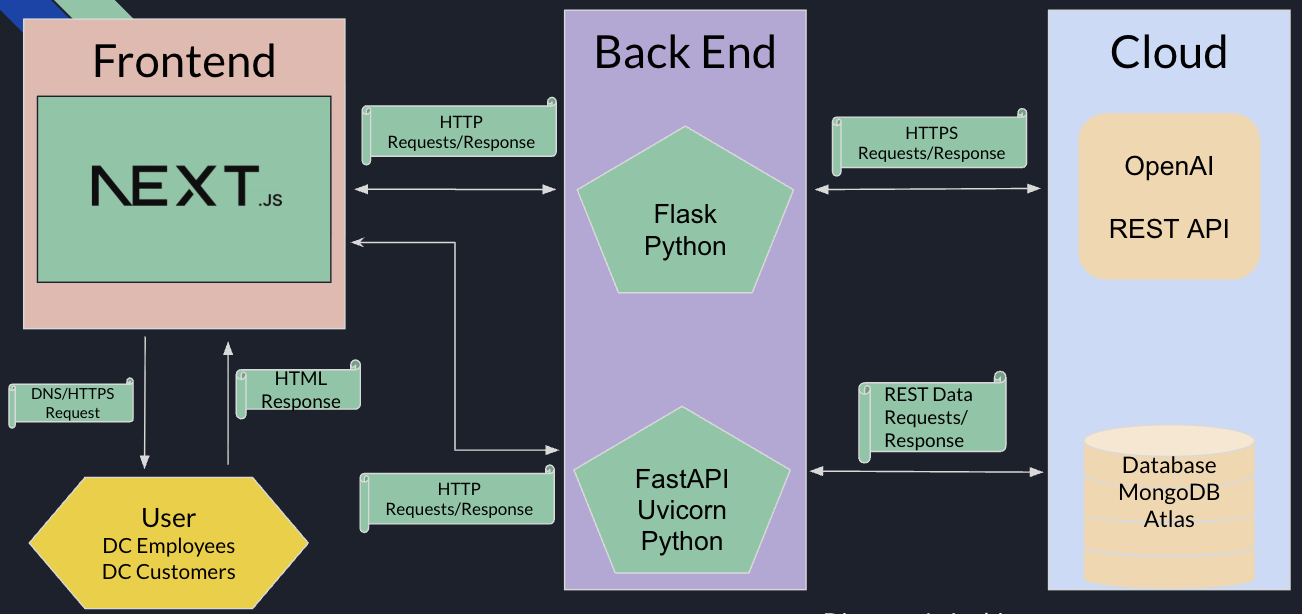 Frontend
NEXT.JS
HTTP
Requests/Response
Back End
Flask
Python
HTTPS
Requests/Response
Cloud
OpenAI
REST API
DNS/HTTPS
Request
HTML
Response
User
DC Employees
DC Customers
HTTP
Requests/Response
FastAPI
Uvicorn
Python
REST Data
Requests/
Response
Database
MongoDB
Atlas